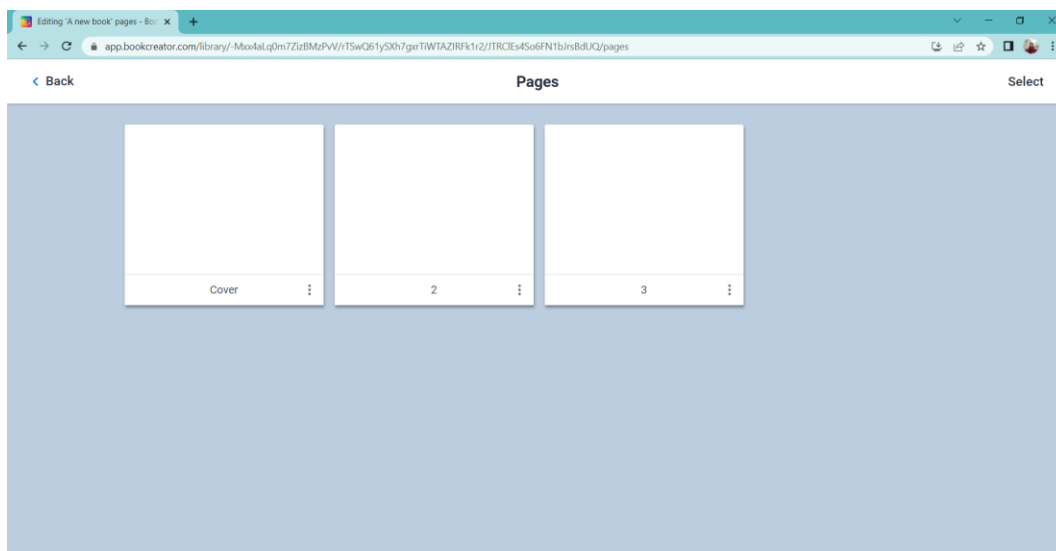 Editing 'A new book' pages - Boo
app.bookcreator.com/library/-Mxx4aLq0m7ZizBMzPvV/rTSwQ61ySXh7gxrTiWTAZIRFk1r2/JTRClEs4So6FN1bJrsBdUQ/pages
Back
Pages
Select
Cover
2
3